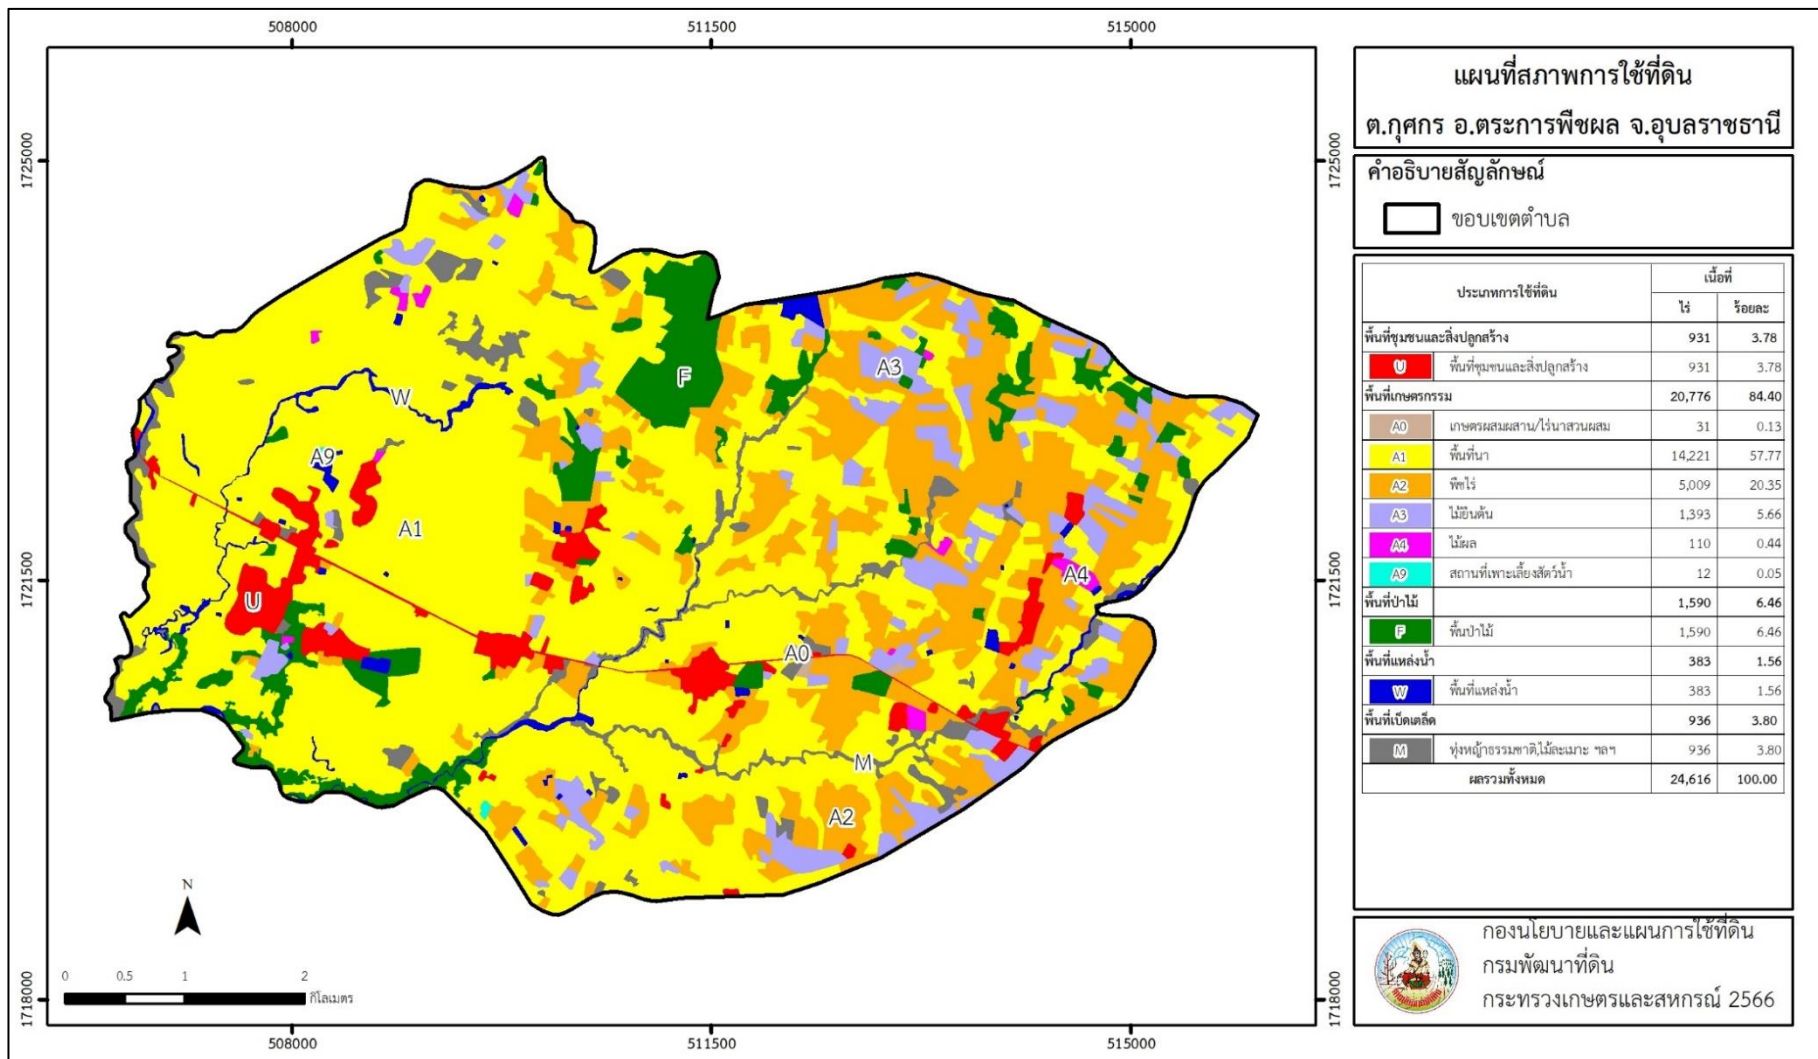 508000
511500
515000
1725000
1725000
1721500
1721500
1718000
1718000
508000
511500
515000
W
A9
A1
U
F
A3
A4
A0
M
A2
N
0 0.5 1 2
กิโลเมตร
แผนที่สภาพการใช้ที่ดิน
ต.กุศกร อ.ตระการพืชผล จ.อุบลราชธานี
คำอธิบายสัญลักษณ์
ขอบเขตตำบล
ประเภทการใช้ที่ดิน เนื้อที่
ไร่ ร้อยละ
พื้นที่ชุมชนและสิ่งปลูกสร้าง 931 3.78
U พื้นที่ชุมชนและสิ่งปลูกสร้าง 931 3.78
พื้นที่เกษตรกรรม 20,776 84.40
A0 เกษตรผสมผสาน/ไร่นาสวนผสม 31 0.13
A1 พื้นที่นา 14,221 57.77
A2 พืชไร่ 5,009 20.35
A3 ไม้ยืนต้น 1,393 5.66
A4 ไม้ผล 110 0.44
A9 สถานที่เพาะเลี้ยงสัตว์น้ำ 12 0.05
พื้นที่ป่าไม้ 1,590 6.46
F พื้นป่าไม้ 1,590 6.46
พื้นที่แหล่งน้ำ 383 1.56
W พื้นที่แหล่งน้ำ 383 1.56
พื้นที่เบ็ดเตล็ด 936 3.80
M ทุ่งหญ้าธรรมชาติ,ไม้ละเมาะ ฯลฯ 936 3.80
ผลรวมทั้งหมด 24,616 100.00
กองนโยบายและแผนการใช้ที่ดิน
กรมพัฒนาที่ดิน
กระทรวงเกษตรและสหกรณ์ 2566